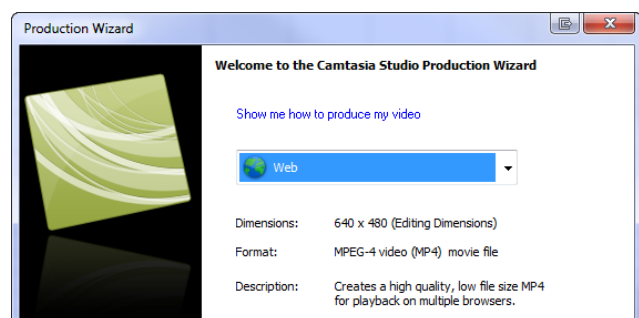 Production Wizard
Welcome to the Camtasia Studio Production Wizard
Show me how to produce my video
Web
Dimensions: 640 x 480 (Editing Dimensions)
Format: MPEG-4 video (MP4) movie file
Description: Creates a high quality, low file size MP4
for playback on multiple browsers.